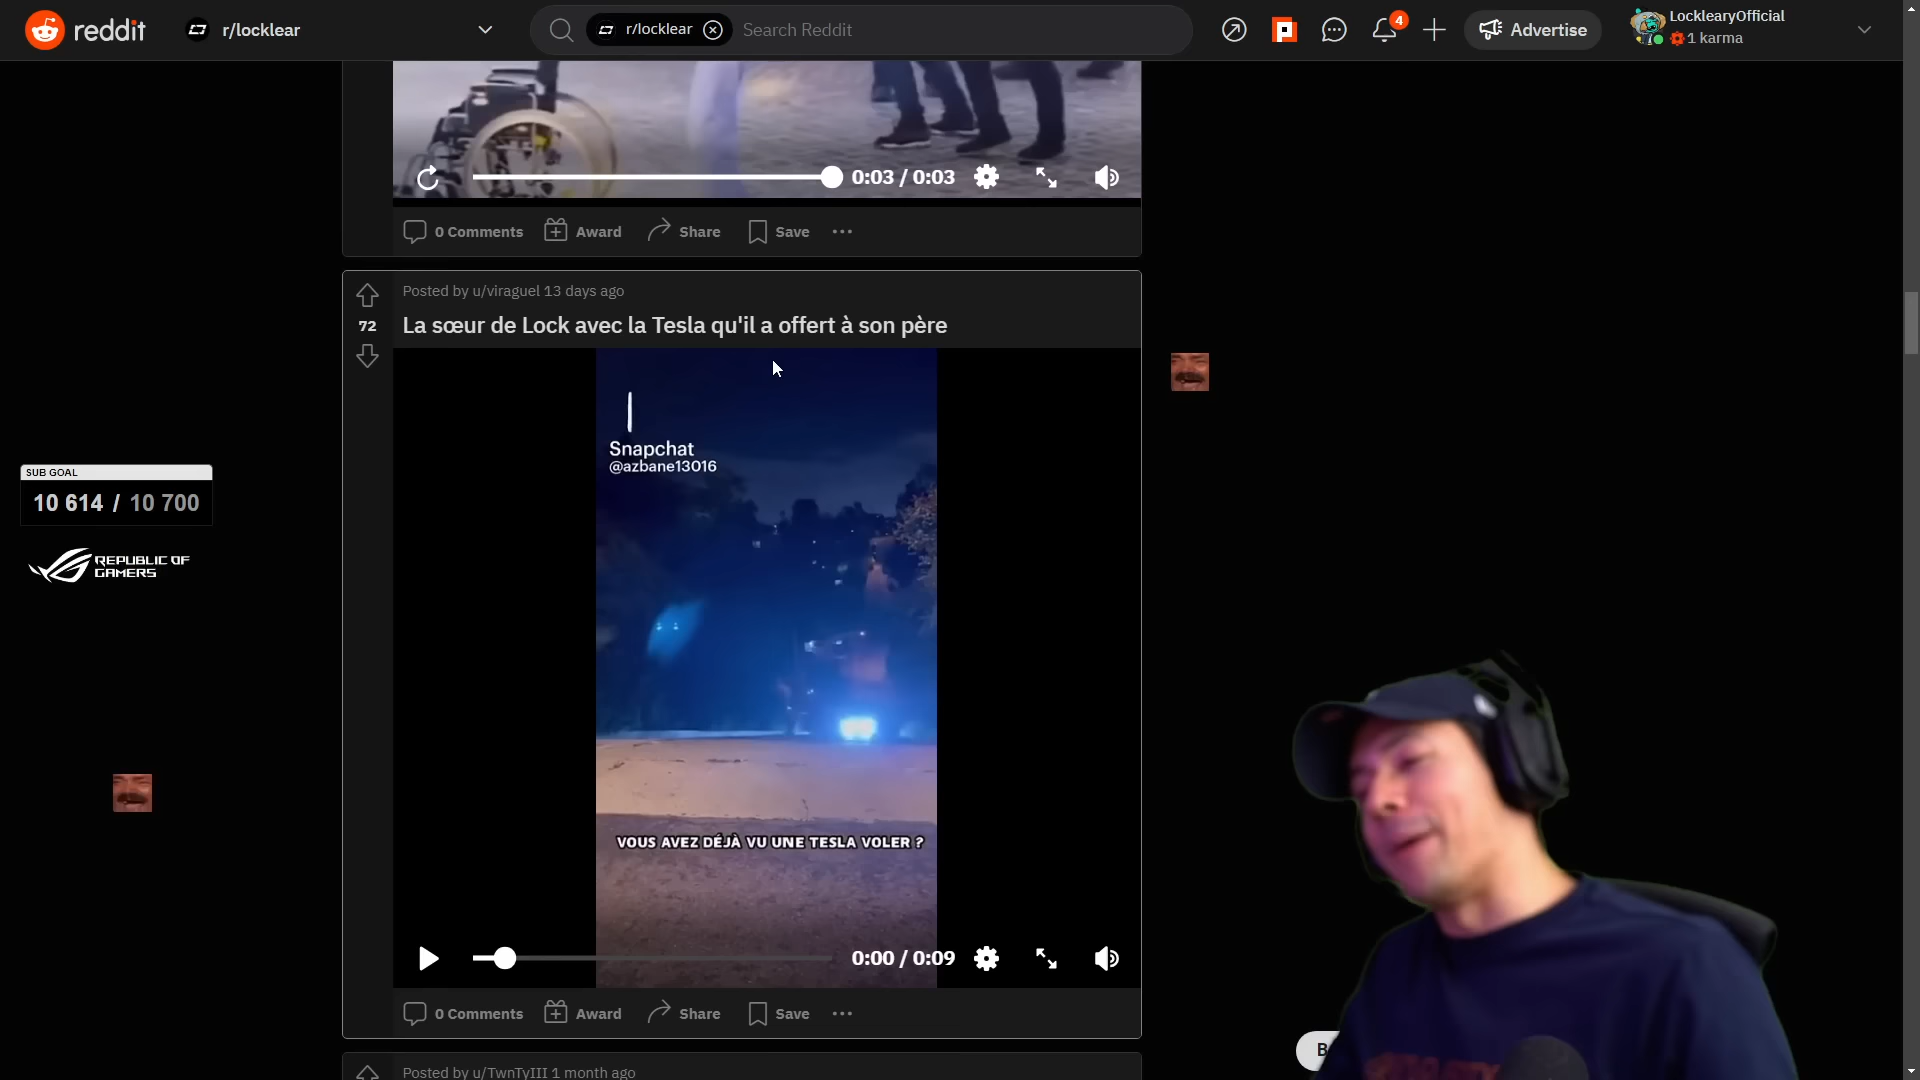 reddit
r/locklear
r/locklear
Search Reddit
4
Advertise
LocklearyOfficial
1 karma
0:03 / 0:03
0 Comments
Award
Share
Save
Posted by u/viraguel 13 days ago
72
La sœur de Lock avec la Tesla qu'il a offert à son père
Snapchat
@azbane13016
SUB GOAL
10 614 / 10 700
REPUBLIC OF
GAMERS
VOUS AVEZ DÉJÀ VU UNE TESLA VOLER ?
0:00 / 0:09
0 Comments
Award
Share
Save
Posted by u/TwnTyIII 1 month ago